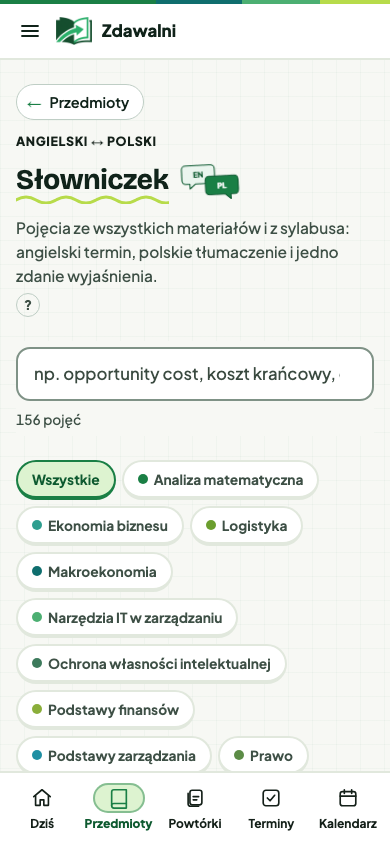 Zdawalni
← Przedmioty
ANGIELSKI ↔ POLSKI
Słowniczek
EN
PL
Pojęcia ze wszystkich materiałów i z sylabusa:
angielski termin, polskie tłumaczenie i jedno
zdanie wyjaśnienia.
?
np. opportunity cost, koszt krańcowy,
156 pojęć
Wszystkie
Analiza matematyczna
Ekonomia biznesu
Logistyka
Makroekonomia
Narzędzia IT w zarządzaniu
Ochrona własności intelektualnej
Podstawy finansów
Podstawy zarządzania
Prawo
Dziś
Przedmioty
Powtórki
Terminy
Kalendarz